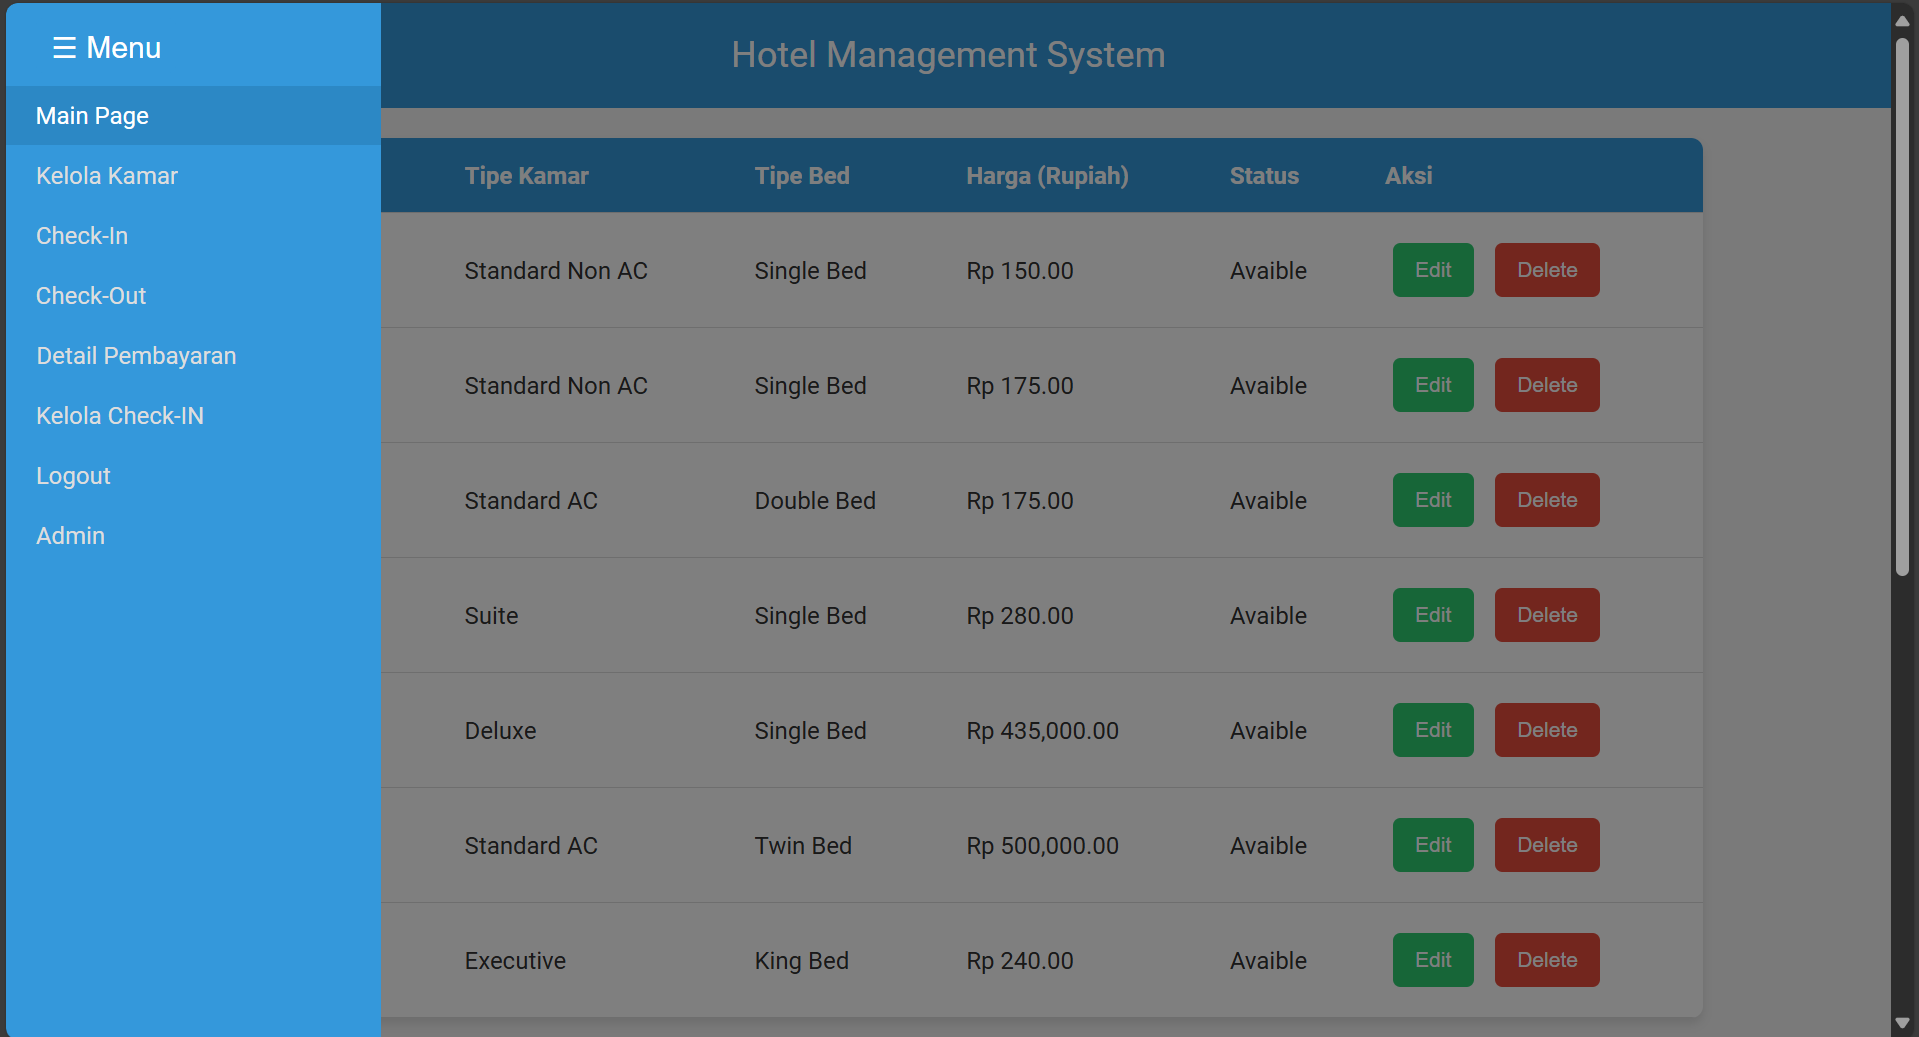 ☰ Menu
Hotel Management System
Main Page
Kelola Kamar
Check-In
Check-Out
Detail Pembayaran
Kelola Check-IN
Logout
Admin
Tipe Kamar Tipe Bed Harga (Rupiah) Status Aksi
Standard Non AC Single Bed Rp 150.00 Avaible Edit Delete
Standard Non AC Single Bed Rp 175.00 Avaible Edit Delete
Standard AC Double Bed Rp 175.00 Avaible Edit Delete
Suite Single Bed Rp 280.00 Avaible Edit Delete
Deluxe Single Bed Rp 435,000.00 Avaible Edit Delete
Standard AC Twin Bed Rp 500,000.00 Avaible Edit Delete
Executive King Bed Rp 240.00 Avaible Edit Delete